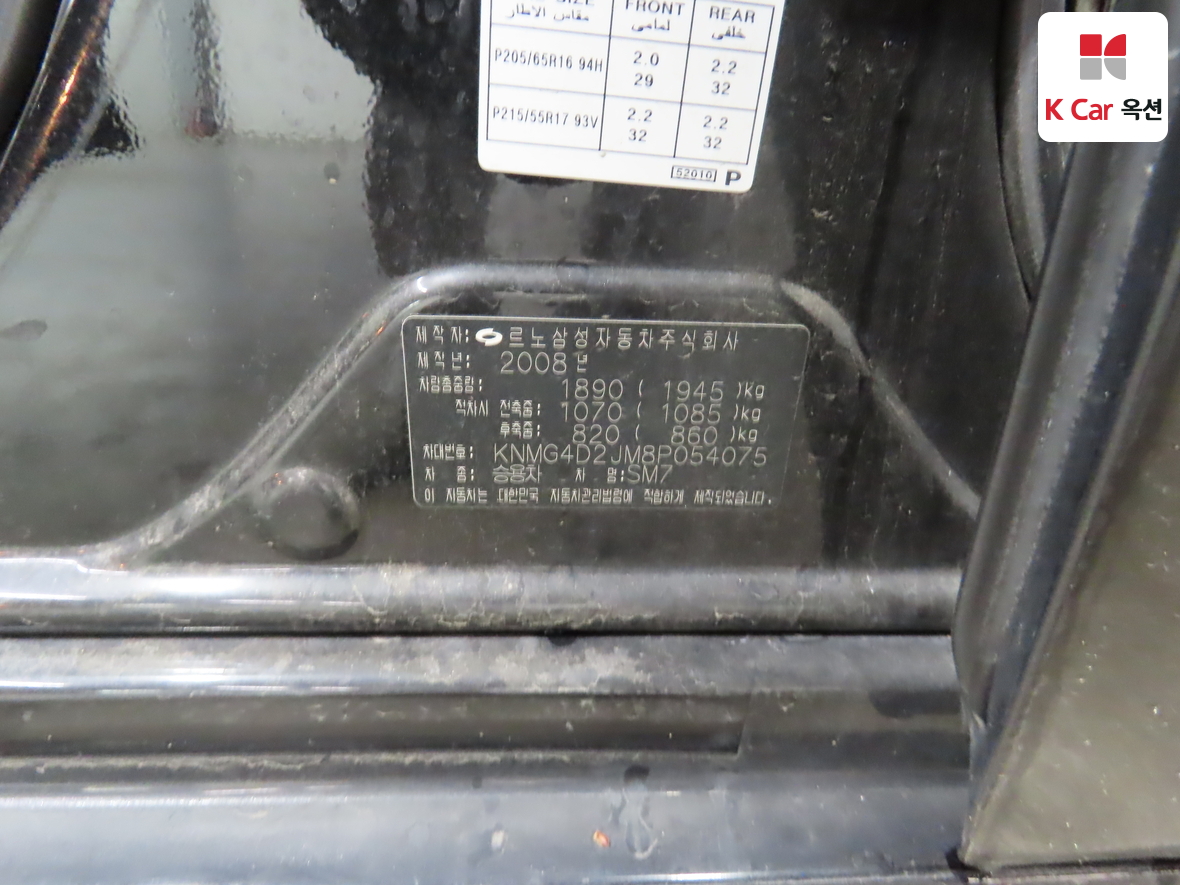 SIZE FRONT REAR
مقاس الاطار أمامى خلفى
P205/65R16 94H 2.0 29 2.2 32
P215/55R17 93V 2.2 32 2.2 32
52010 P
K Car 옥션
제작자: 르노삼성자동차주식회사
제작년: 2008년
차량총중량: 1890 ( 1945 )kg
적차시 전축중: 1070 ( 1085 )kg
후축중: 820 ( 860 )kg
차대번호: KNMG4D2JM8P054075
차 종: 승용차 차 명: SM7
이 자동차는 대한민국 자동차관리법령에 적합하게 제작되었습니다.